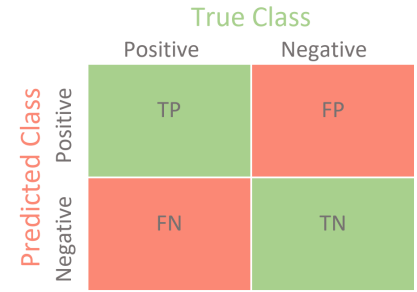 True Class
Positive Negative
Predicted Class
Positive
TP FP
Negative
FN TN